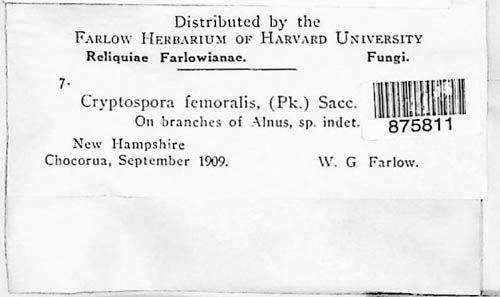 Distributed by the
FARLOW HERBARIUM OF HARVARD UNIVERSITY
Reliquiae Farlowianae. Fungi.
7.
Cryptospora femoralis, (Pk.) Sacc.
On branches of Alnus, sp. indet.
875811
New Hampshire
Chocorua, September 1909. W. G. Farlow.